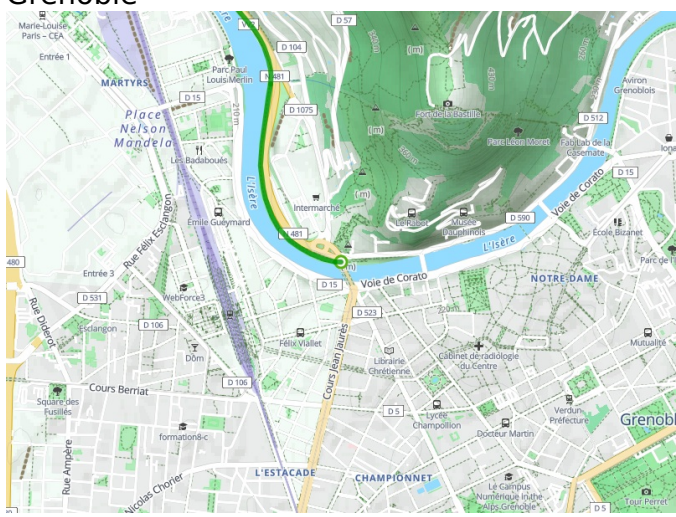 Grenoble
Marie-Louise
Paris – CEA
Entrée 1
MARTYRS
Parc Paul
Louis Merlin
D 104
D 57
N 481
D 15
210 m
D 1075
Place
Nelson
Mandela
Les Badaboués
L'Isère
Intermarché
Émile Gueymard
N 481
Rue Félix Esclangon
Fort de la Bastille
Parc Léon Moret
Le Rabot
Musée
Dauphinois
D 590
L'Isère
Voie de Corato
Voie de Corato
Aviron
Grenoblois
D 512
FabLab de la
Casemate
D 15
École Bizanet
NOTRE-DAME
480
Entrée 3
D 531
WebForce3
D 106
Rue Diderot
Esclangon
Dôm
D 15
D 523
Félix Viallet
Cours Jean Jaurès
Librairie
Chrétienne
Cabinet de radiologie
du Centre
Mutualité
D 106
Cours Berriat
Square des
Fusillés
D 5
Lycée
Champollion
Docteur Martin
Verdun -
Préfecture
Grenobl
formation8-c
Rue Ampère
L'ESTACADE
Nicolas Chorier
CHAMPIONNET
Le Campus
Numérique In the
Alps Grenoble
Tour Perret
D 5